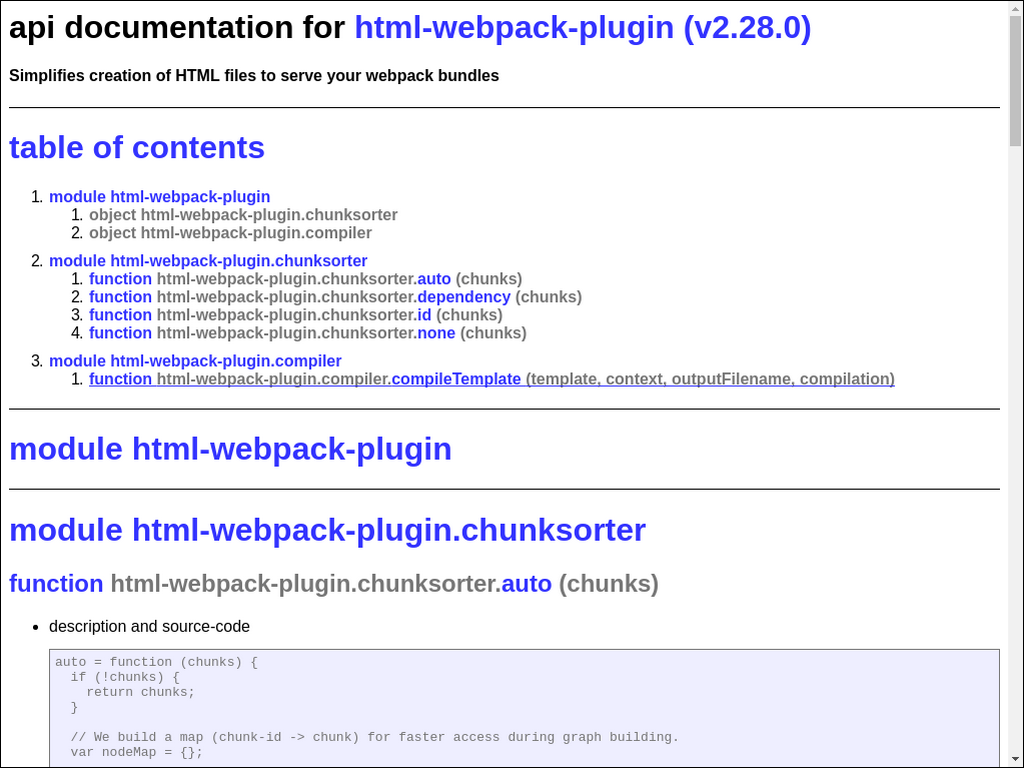 api documentation for html-webpack-plugin (v2.28.0)
Simplifies creation of HTML files to serve your webpack bundles
table of contents
1. module html-webpack-plugin
1. object html-webpack-plugin.chunksorter
2. object html-webpack-plugin.compiler
2. module html-webpack-plugin.chunksorter
1. function html-webpack-plugin.chunksorter.auto (chunks)
2. function html-webpack-plugin.chunksorter.dependency (chunks)
3. function html-webpack-plugin.chunksorter.id (chunks)
4. function html-webpack-plugin.chunksorter.none (chunks)
3. module html-webpack-plugin.compiler
1. function html-webpack-plugin.compiler.compileTemplate (template, context, outputFilename, compilation)
module html-webpack-plugin
module html-webpack-plugin.chunksorter
function html-webpack-plugin.chunksorter.auto (chunks)
• description and source-code
auto = function (chunks) {
  if (!chunks) {
    return chunks;
  }
  // We build a map (chunk-id -> chunk) for faster access during graph building.
  var nodeMap = {};